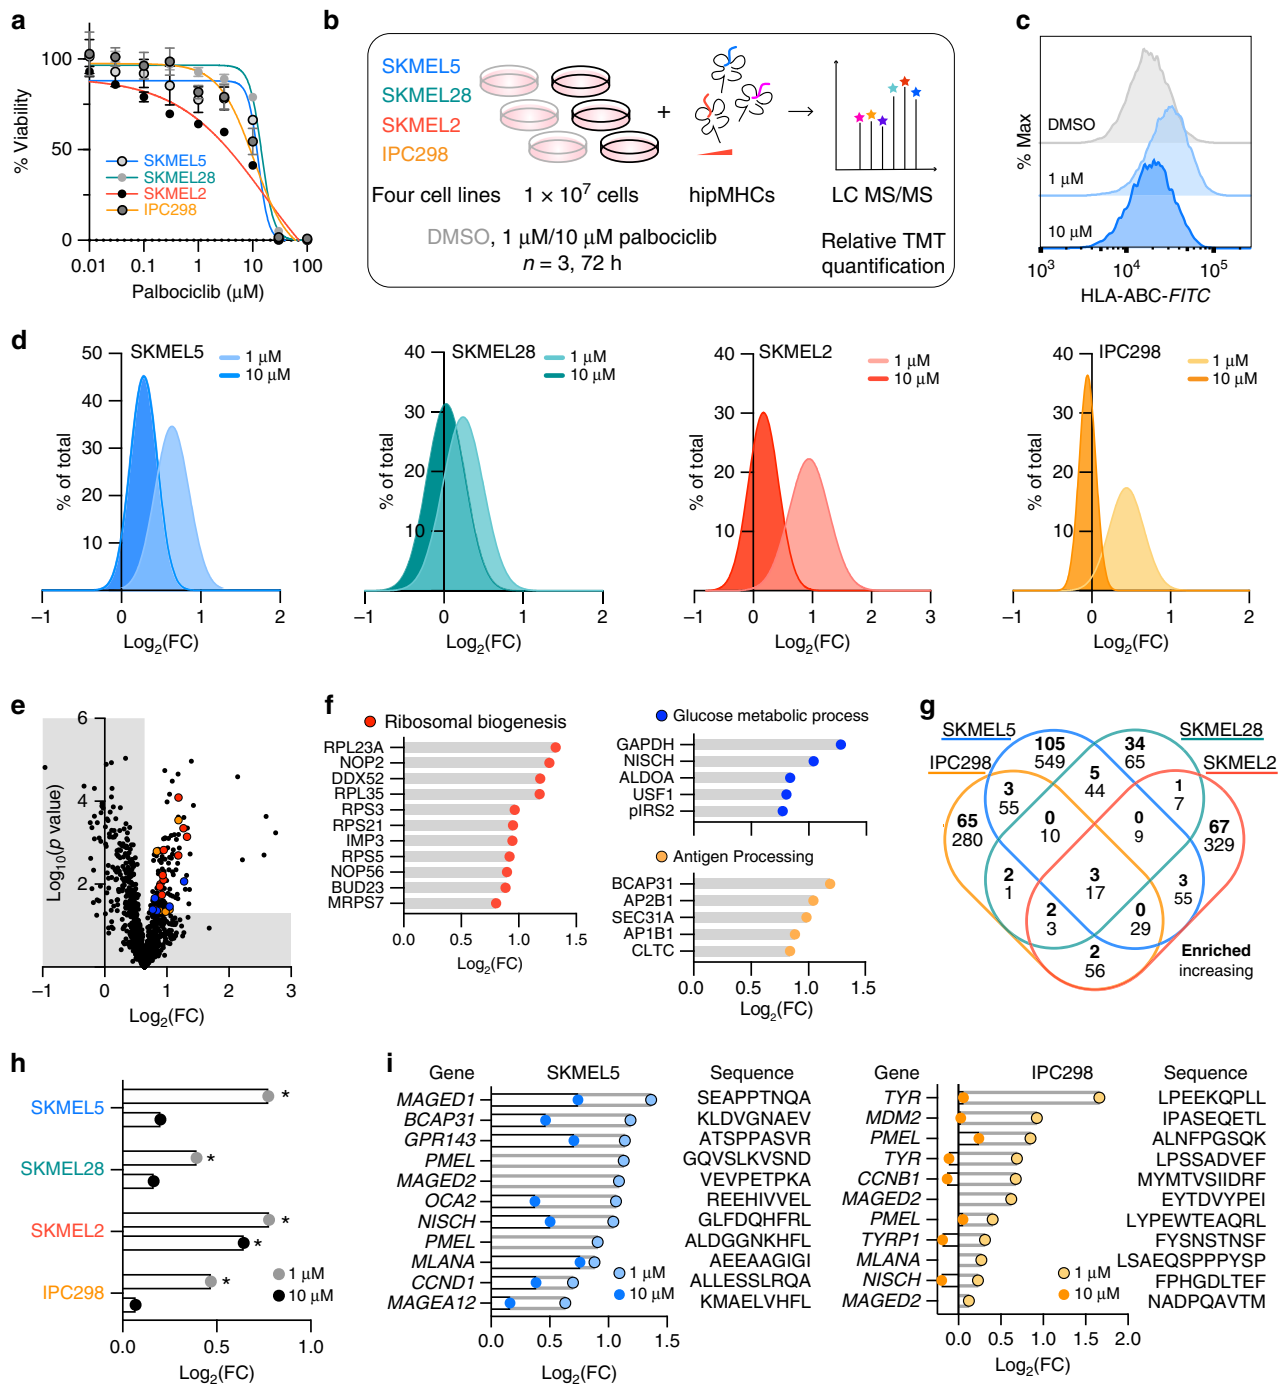 a
% Viability
100
50
0
SKMEL5
SKMEL28
SKMEL2
IPC298
0.01 0.1 1 10 100
Palbociclib (μM)
b
SKMEL5
SKMEL28
SKMEL2
IPC298
+
Four cell lines 1 × 10⁷ cells hipMHCs LC MS/MS
DMSO, 1 μM/10 μM palbociclib
n = 3, 72 h
Relative TMT
quantification
c
% Max
DMSO
1 μM
10 μM
10³ 10⁴ 10⁵
HLA-ABC-FITC
d
SKMEL5
1 μM
10 μM
% of total
50
40
30
20
10
−1 0 1 2
Log₂(FC)
SKMEL28
1 μM
10 μM
% of total
40
30
20
10
−1 0 1 2
Log₂(FC)
SKMEL2
1 μM
10 μM
% of total
40
30
20
10
−1 0 1 2 3
Log₂(FC)
IPC298
1 μM
10 μM
% of total
40
30
20
10
−1 0 1 2
Log₂(FC)
e
Log₁₀(p value)
6
4
2
−1 0 1 2 3
Log₂(FC)
f
Ribosomal biogenesis
RPL23A
NOP2
DDX52
RPL35
RPS3
RPS21
IMP3
RPS5
NOP56
BUD23
MRPS7
0.0 0.5 1.0 1.5
Log₂(FC)
Glucose metabolic process
GAPDH
NISCH
ALDOA
USF1
pIRS2
Antigen Processing
BCAP31
AP2B1
SEC31A
AP1B1
CLTC
0.0 0.5 1.0 1.5
Log₂(FC)
g
SKMEL5
SKMEL28
IPC298
SKMEL2
105
549
34
65
5
44
3
55
1
7
65
280
0
10
0
9
67
329
2
1
3
17
3
55
2
3
0
29
2
56
Enriched
increasing
h
SKMEL5
*
SKMEL28
*
SKMEL2
*
*
IPC298
*
1 μM
10 μM
0.0 0.5 1.0
Log₂(FC)
i
Gene SKMEL5 Sequence
MAGED1 SEAPPTNQA
BCAP31 KLDVGNAEV
GPR143 ATSPPASVR
PMEL GQVSLKVSND
MAGED2 VEVPETPKA
OCA2 REEHIVVEL
NISCH GLFDQHFRL
PMEL ALDGGNKHFL
MLANA AEEAAGIGI
CCND1 ALLESSLRQA
MAGEA12 KMAELVHFL
1 μM
10 μM
0.0 0.5 1.0 1.5
Log₂(FC)
Gene IPC298 Sequence
TYR LPEEKQPLL
MDM2 IPASEQETL
PMEL ALNFPGSQK
TYR LPSSADVEF
CCNB1 MYMTVSIIDRF
MAGED2 EYTDVYPEI
PMEL LYPEWTEAQRL
TYRP1 FYSNSTNSF
MLANA LSAEQSPPPYSP
NISCH FPHGDLTEF
MAGED2 NADPQAVTM
1 μM
10 μM
0.0 1.0 1.0 2.0
Log₂(FC)